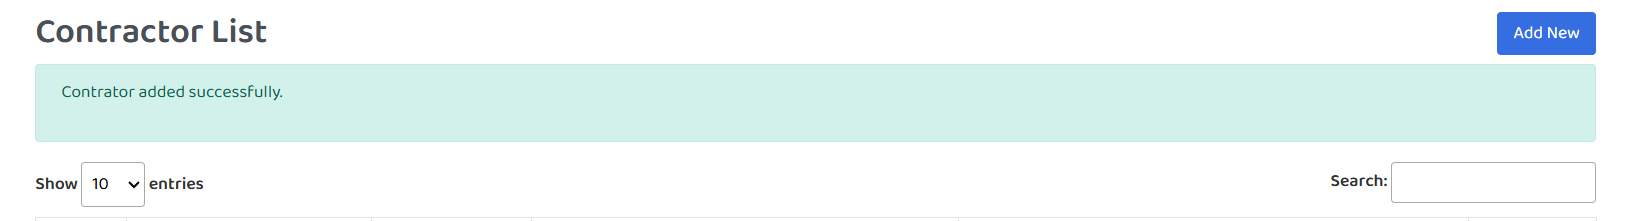 Contractor List
Add New
Contrator added successfully.
Show 10 entries
Search: